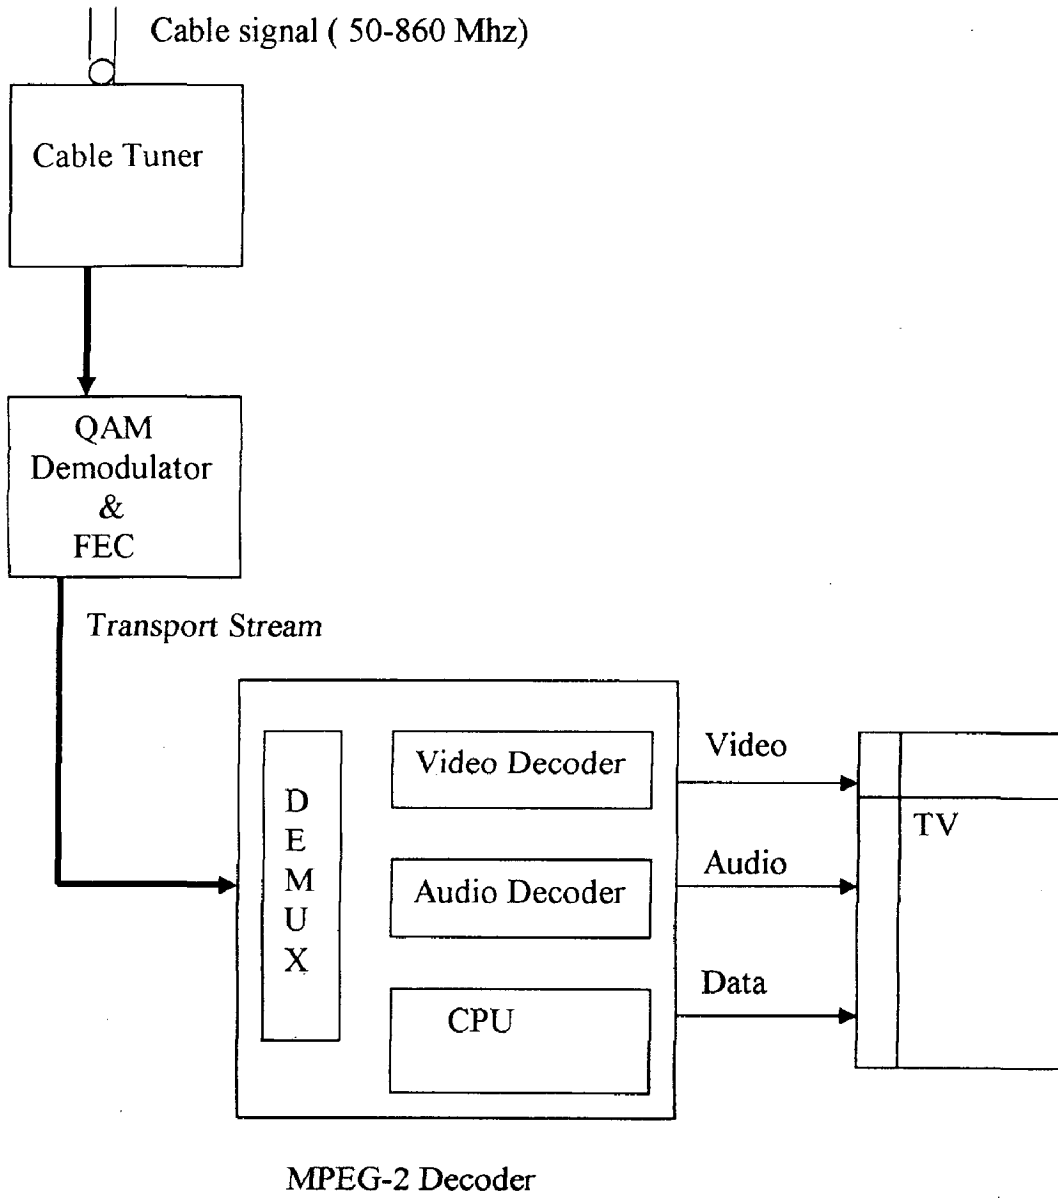 Cable signal ( 50-860 Mhz)
Cable Tuner
QAM
Demodulator
&
FEC
Transport Stream
D
E
M
U
X
Video Decoder
Audio Decoder
CPU
Video
Audio
Data
TV
MPEG-2 Decoder